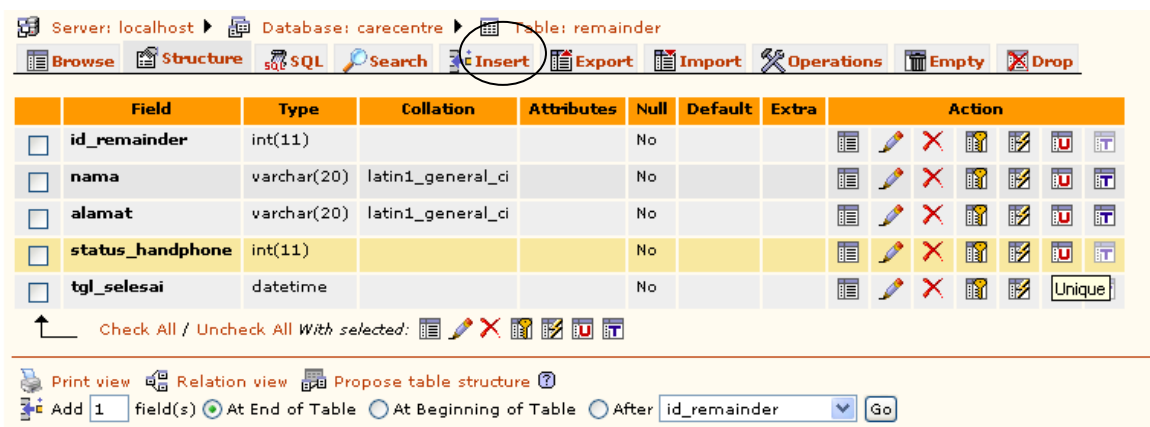 Server: localhost Database: carecentre Table: remainder
Browse Structure SQL Search Insert Export Import Operations Empty Drop
Field Type Collation Attributes Null Default Extra Action
id_remainder int(11) No
nama varchar(20) latin1_general_ci No
alamat varchar(20) latin1_general_ci No
status_handphone int(11) No
tgl_selesai datetime No Unique
Check All / Uncheck All With selected:
Print view Relation view Propose table structure
Add 1 field(s) At End of Table At Beginning of Table After id_remainder Go